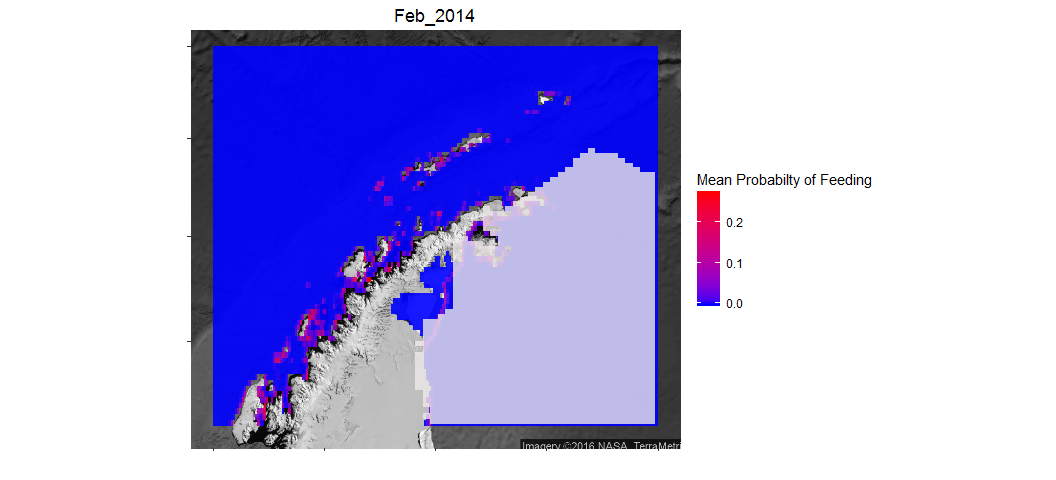 Feb_2014
Mean Probabilty of Feeding
0.2
0.1
0.0
Imagery ©2016 NASA, TerraMetri